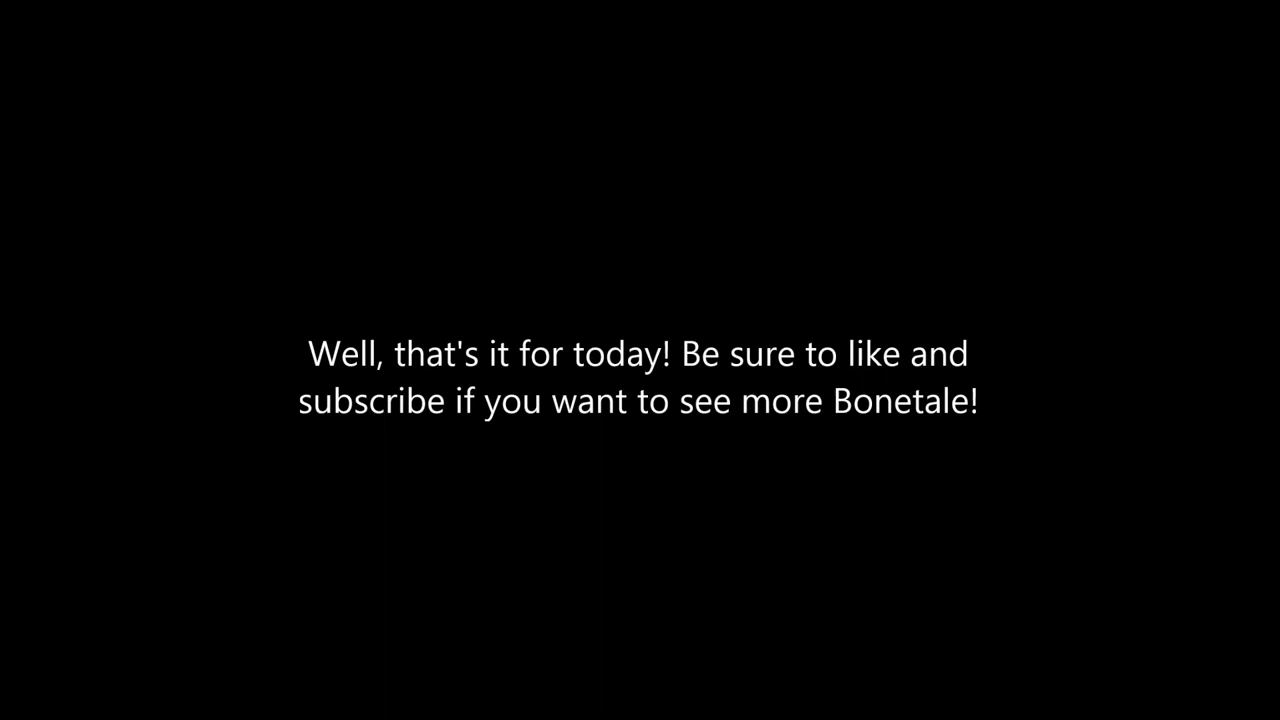 Well, that's it for today! Be sure to like and
subscribe if you want to see more Bonetale!